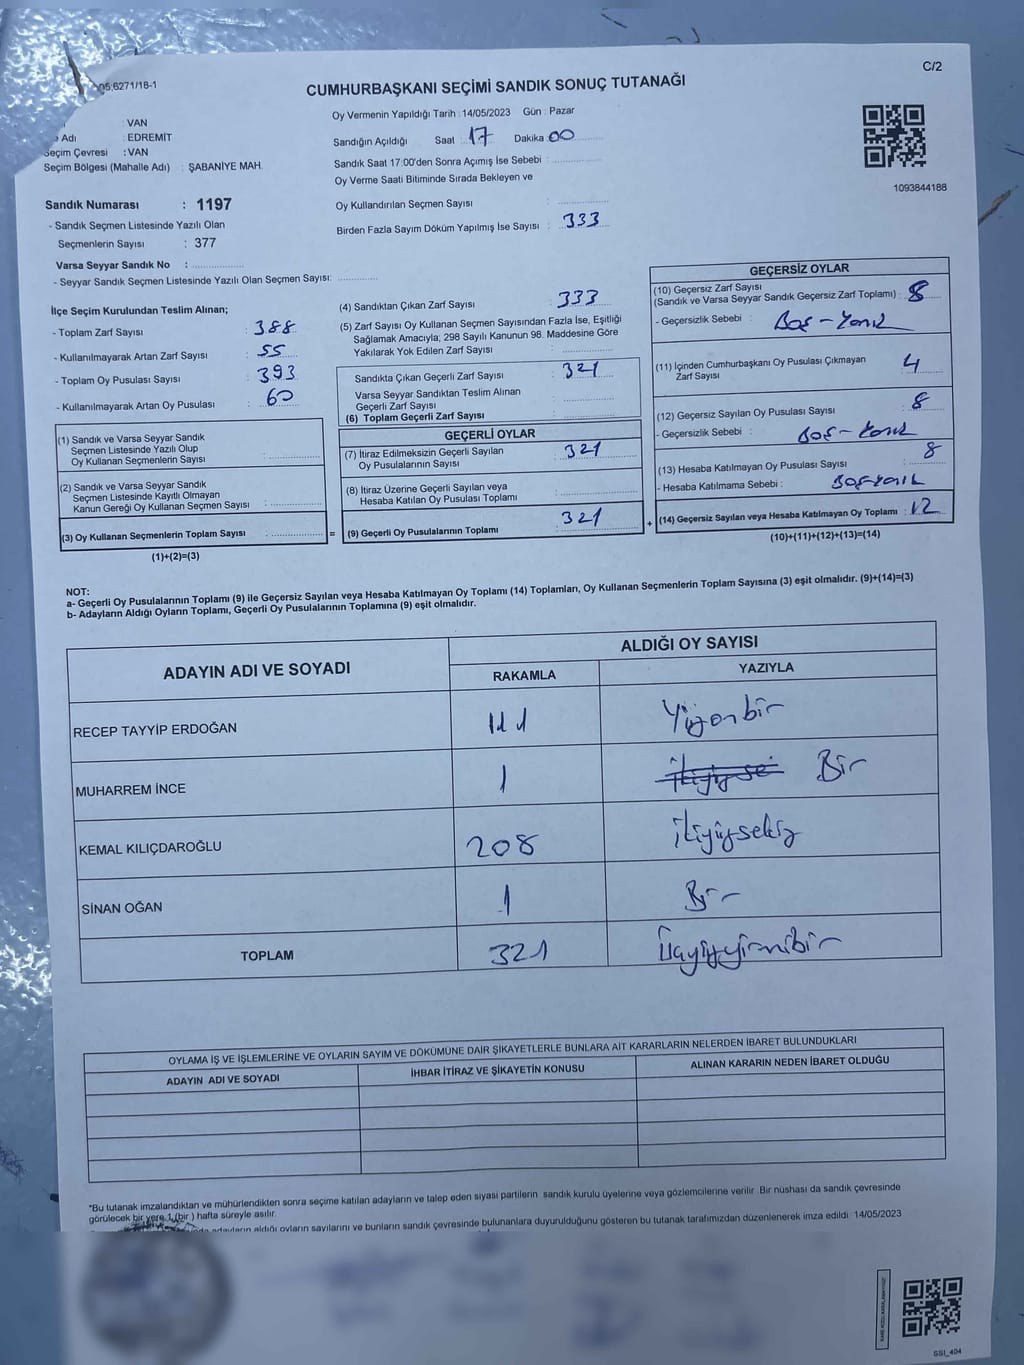 C/2
05.6271/18-1
CUMHURBAŞKANI SEÇİMİ SANDIK SONUÇ TUTANAĞI
: VAN
Adı : EDREMİT
Seçim Çevresi : VAN
Seçim Bölgesi (Mahalle Adı) : ŞABANİYE MAH.
Oy Vermenin Yapıldığı Tarih : 14/05/2023 Gün : Pazar
Sandığın Açıldığı Saat : 17 Dakika : 00
Sandık Saat 17:00'den Sonra Açımış İse Sebebi :
Oy Verme Saati Bitiminde Sırada Bekleyen ve
Oy Kullandırılan Seçmen Sayısı :
Birden Fazla Sayım Döküm Yapılmış İse Sayısı : 333
1093844188
Sandık Numarası : 1197
- Sandık Seçmen Listesinde Yazılı Olan
Seçmenlerin Sayısı : 377
Varsa Seyyar Sandık No :
- Seyyar Sandık Seçmen Listesinde Yazılı Olan Seçmen Sayısı:
İlçe Seçim Kurulundan Teslim Alınan;
- Toplam Zarf Sayısı : 388
- Kullanılmayarak Artan Zarf Sayısı : 55
- Toplam Oy Pusulası Sayısı : 393
- Kullanılmayarak Artan Oy Pusulası : 60
(1) Sandık ve Varsa Seyyar Sandık
Seçmen Listesinde Yazılı Olup
Oy Kullanan Seçmenlerin Sayısı :
(2) Sandık ve Varsa Seyyar Sandık
Seçmen Listesinde Kayıtlı Olmayan
Kanun Gereği Oy Kullanan Seçmen Sayısı :
(3) Oy Kullanan Seçmenlerin Toplam Sayısı :
(1)+(2)=(3)
=
(4) Sandıktan Çıkan Zarf Sayısı : 333
(5) Zarf Sayısı Oy Kullanan Seçmen Sayısından Fazla İse, Eşitliği
Sağlamak Amacıyla; 298 Sayılı Kanunun 98. Maddesine Göre
Yakılarak Yok Edilen Zarf Sayısı :
Sandıkta Çıkan Geçerli Zarf Sayısı : 321
Varsa Seyyar Sandıktan Teslim Alınan
Geçerli Zarf Sayısı :
(6) Toplam Geçerli Zarf Sayısı :
GEÇERLİ OYLAR
(7) İtiraz Edilmeksizin Geçerli Sayılan
Oy Pusulalarının Sayısı : 321
(8) İtiraz Üzerine Geçerli Sayılan veya
Hesaba Katılan Oy Pusulası Toplamı :
(9) Geçerli Oy Pusulalarının Toplamı : 321
+
GEÇERSİZ OYLAR
(10) Geçersiz Zarf Sayısı
(Sandık ve Varsa Seyyar Sandık Geçersiz Zarf Toplamı) : 8
- Geçersizlik Sebebi : Boş-Yanlı
(11) İçinden Cumhurbaşkanı Oy Pusulası Çıkmayan
Zarf Sayısı : 4
(12) Geçersiz Sayılan Oy Pusulası Sayısı : 8
- Geçersizlik Sebebi :
(13) Hesaba Katılmayan Oy Pusulası Sayısı : 8
- Hesaba Katılmama Sebebi :
(14) Geçersiz Sayılan veya Hesaba Katılmayan Oy Toplamı : 12
(10)+(11)+(12)+(13)=(14)
NOT:
a- Geçerli Oy Pusulalarının Toplamı (9) ile Geçersiz Sayılan veya Hesaba Katılmayan Oy Toplamı (14) Toplamları, Oy Kullanan Seçmenlerin Toplam Sayısına (3) eşit olmalıdır. (9)+(14)=(3)
b- Adayların Aldığı Oyların Toplamı, Geçerli Oy Pusulalarının Toplamına (9) eşit olmalıdır.
ADAYIN ADI VE SOYADI
ALDIĞI OY SAYISI
RAKAMLA YAZIYLA
RECEP TAYYİP ERDOĞAN 111 Yüzonbir
MUHARREM İNCE 1 Bir
KEMAL KILIÇDAROĞLU 208 ikiyüzsekiz
SİNAN OĞAN 1 Bir
TOPLAM 321 Üçyüzyirmibir
OYLAMA İŞ VE İŞLEMLERİNE VE OYLARIN SAYIM VE DÖKÜMÜNE DAİR ŞİKAYETLERLE BUNLARA AİT KARARLARIN NELERDEN İBARET BULUNDUKLARI
ADAYIN ADI VE SOYADI İHBAR İTİRAZ VE ŞİKAYETİN KONUSU ALINAN KARARIN NEDEN İBARET OLDUĞU
*Bu tutanak imzalandıktan ve mühürlendikten sonra seçime katılan adayların ve talep eden siyasi partilerin sandık kurulu üyelerine veya gözlemcilerine verilir .Bir nüshası da sandık çevresinde
görülecek bir yere 1 (bir ) hafta süreyle asılır.
adayların aldığı oyların sayılarını ve bunların sandık çevresinde bulunanlara duyurulduğunu gösteren bu tutanak tarafımızdan düzenlenerek imza edildi 14/05/2023
SSI_404